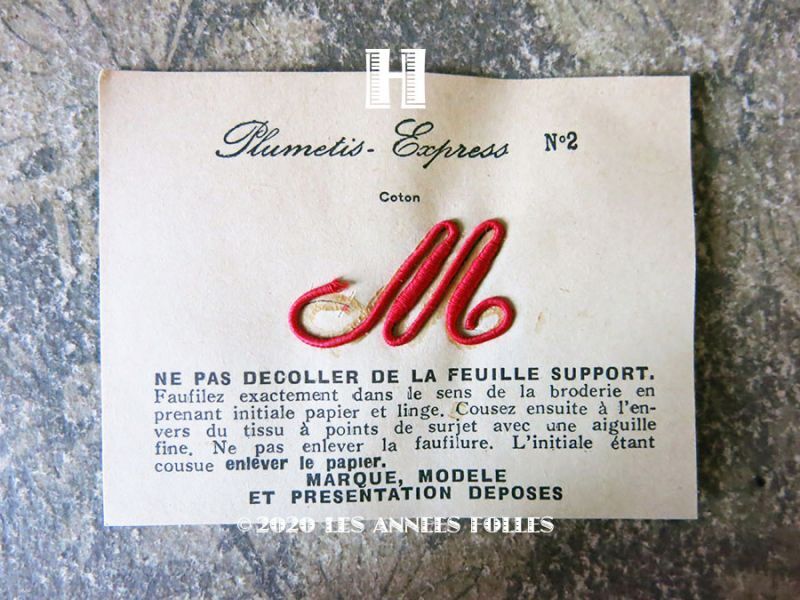 H
Plumetis-Express Nº2
Coton
M
NE PAS DECOLLER DE LA FEUILLE SUPPORT.
Faufilez exactement dans le sens de la broderie en
prenant initiale papier et linge. Cousez ensuite à l'en-
vers du tissu à points de surjet avec une aiguille
fine. Ne pas enlever la faufilure. L'initiale étant
cousue enlever le papier.
MARQUE, MODELE
ET PRESENTATION DEPOSES
©2020 LES ANNEES FOLLES